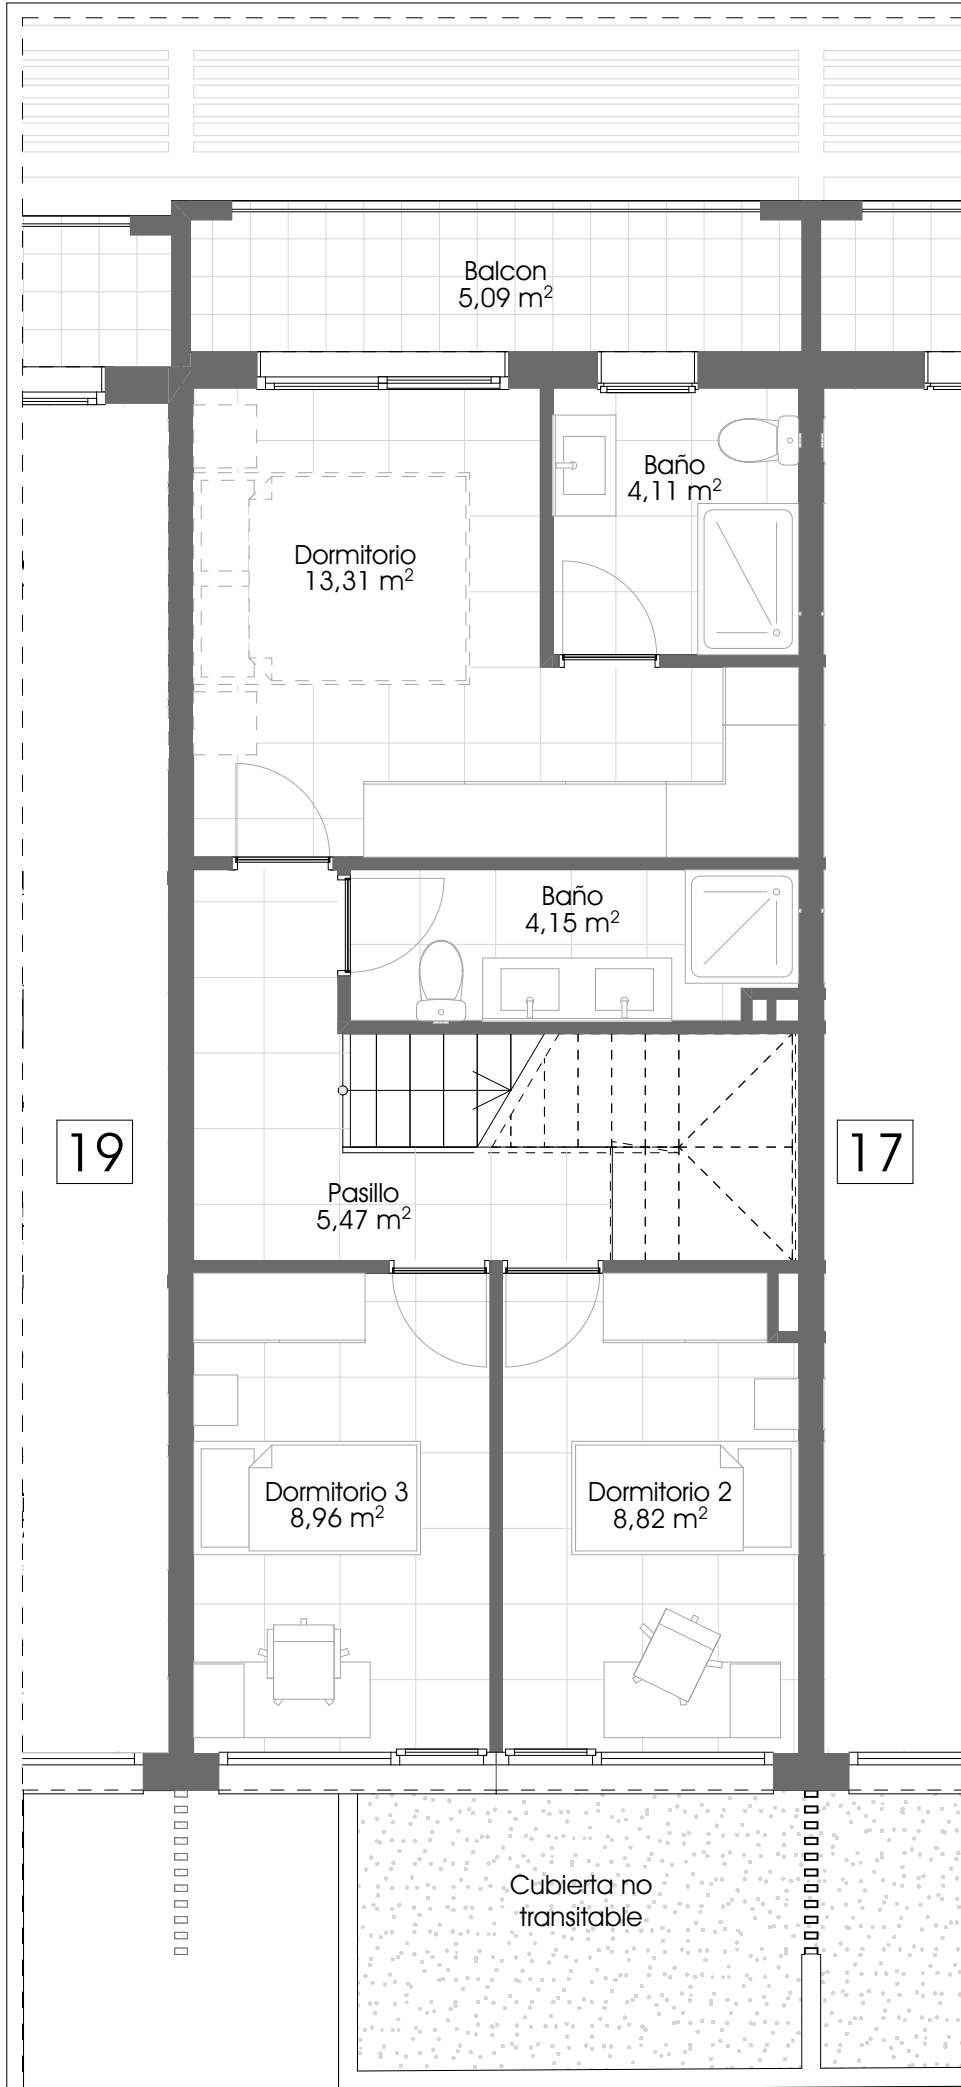 Balcon
5,09 m²
Baño
4,11 m²
Dormitorio
13,31 m²
Baño
4,15 m²
19
17
Pasillo
5,47 m²
Dormitorio 3
8,96 m²
Dormitorio 2
8,82 m²
Cubierta no
transitable